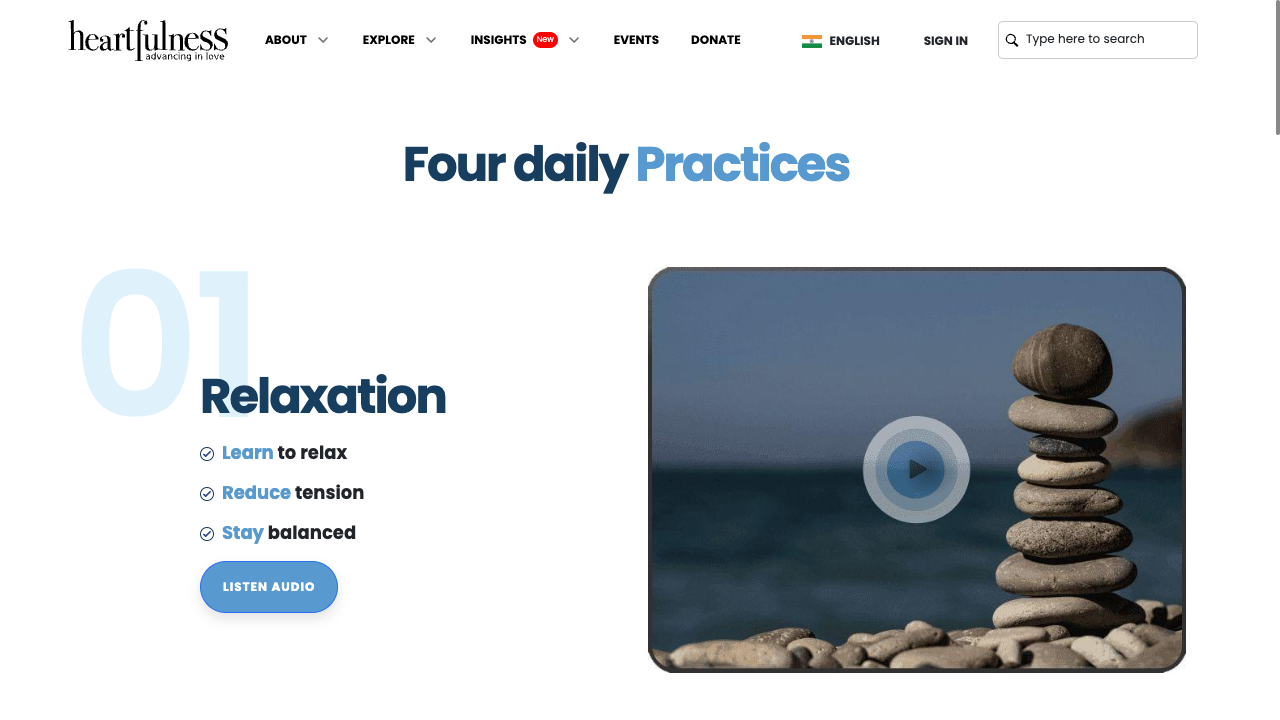 heartfulness
advancing in love
ABOUT
EXPLORE
INSIGHTS New
EVENTS
DONATE
ENGLISH
SIGN IN
Type here to search
Four daily Practices
01
Relaxation
Learn to relax
Reduce tension
Stay balanced
LISTEN AUDIO